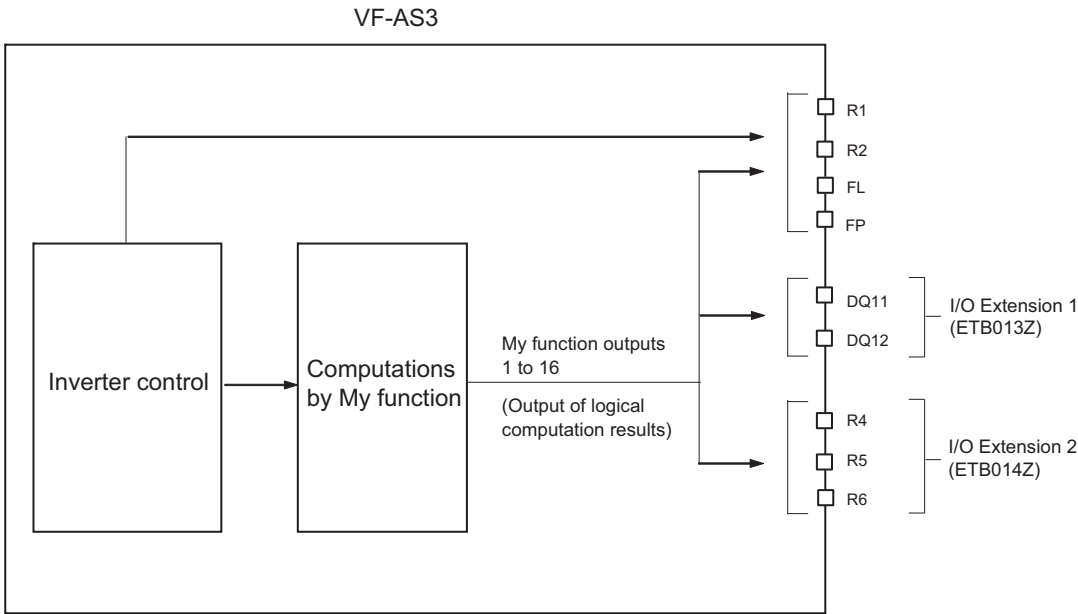 VF-AS3
R1
R2
FL
FP
Inverter control
Computations
by My function
My function outputs
1 to 16
(Output of logical
computation results)
DQ11
DQ12
I/O Extension 1
(ETB013Z)
R4
R5
R6
I/O Extension 2
(ETB014Z)